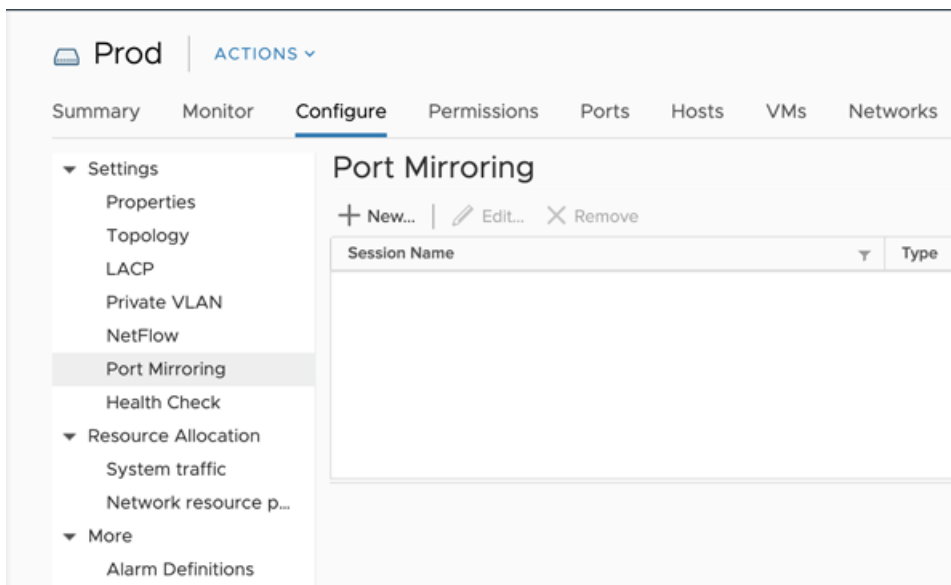 Prod ACTIONS
Summary Monitor Configure Permissions Ports Hosts VMs Networks
Settings
Properties
Topology
LACP
Private VLAN
NetFlow
Port Mirroring
Health Check
Resource Allocation
System traffic
Network resource p...
More
Alarm Definitions
Port Mirroring
New... Edit... Remove
Session Name Type